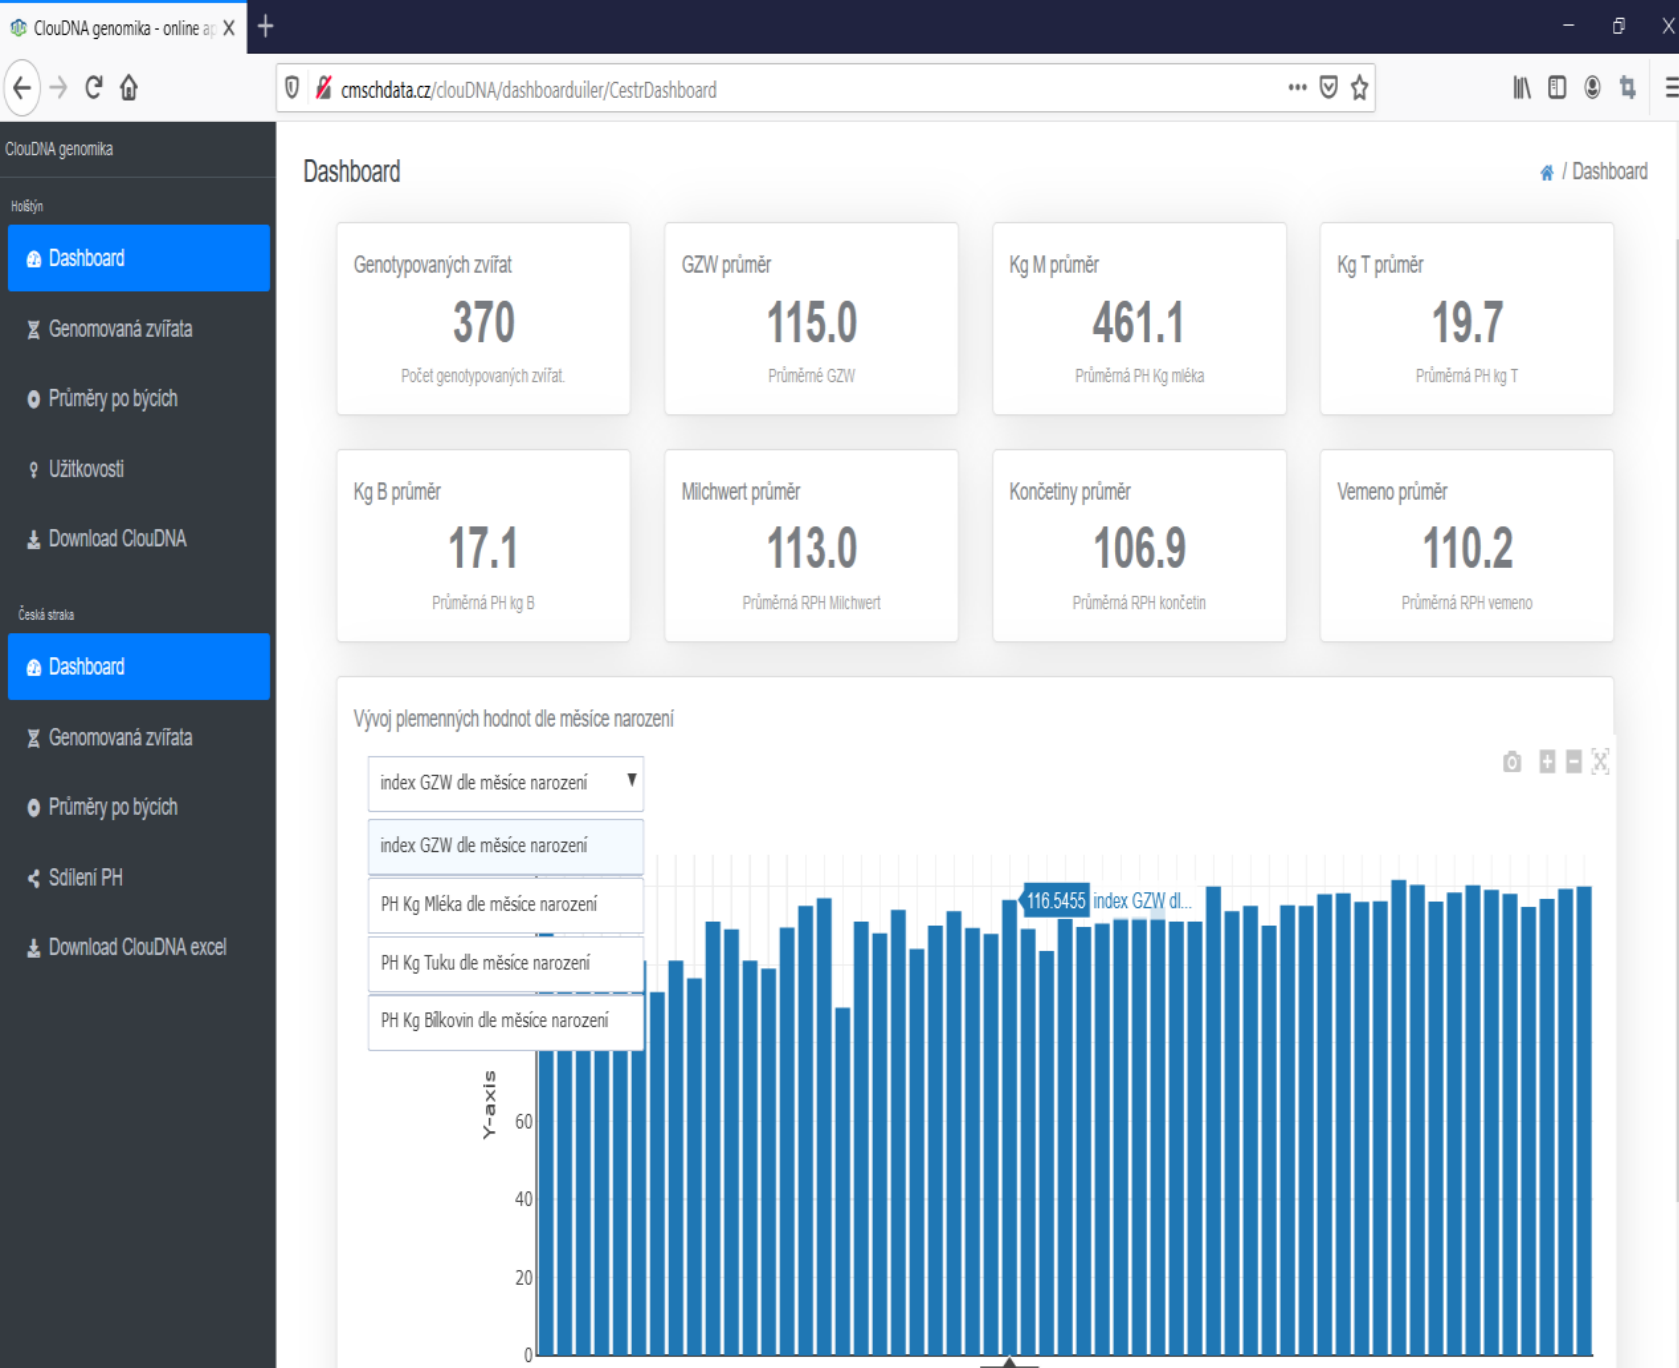 ClouDNA genomika - online ap
cmschdata.cz/clouDNA/dashboarduiler/CestrDashboard
ClouDNA genomika
Holštýn
Dashboard
Genomovaná zvířata
Průměry po býcích
Užitkovosti
Download ClouDNA
Česká straka
Dashboard
Genomovaná zvířata
Průměry po býcích
Sdílení PH
Download ClouDNA excel
Dashboard
/ Dashboard
Genotypovaných zvířat
370
Počet genotypovaných zvířat.
GZW průměr
115.0
Průměrné GZW
Kg M průměr
461.1
Průměrná PH Kg mléka
Kg T průměr
19.7
Průměrná PH kg T
Kg B průměr
17.1
Průměrná PH kg B
Milchwert průměr
113.0
Průměrná RPH Milchwert
Končetiny průměr
106.9
Průměrná RPH končetin
Vemeno průměr
110.2
Průměrná RPH vemeno
Vývoj plemenných hodnot dle měsíce narození
index GZW dle měsíce narození
index GZW dle měsíce narození
PH Kg Mléka dle měsíce narození
PH Kg Tuku dle měsíce narození
PH Kg Bílkovin dle měsíce narození
116.5455 index GZW dl...
Y-axis
60
40
20
0